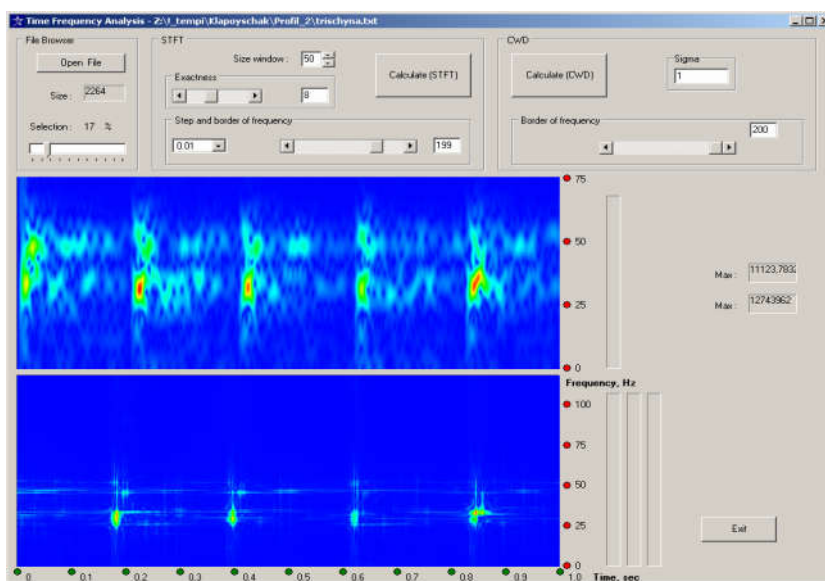 Time Frequency Analysis - Z:\!_tempi\Klapoyschak\Profil_2\trischyna.txt
File Browser
Open File
Size : 2264
Selection : 17 %
STFT
Size window : 50
Exactness
8
Calculate (STFT)
Step and border of frequency
0.01
199
CWD
Calculate (CWD)
Sigma
1
Border of frequency
200
75
50
25
0
Max : 11123,7832
Max : 12743962
Frequency, Hz
100
75
50
25
0
Exit
0 0.1 0.2 0.3 0.4 0.5 0.6 0.7 0.8 0.9 1.0 Time, sec